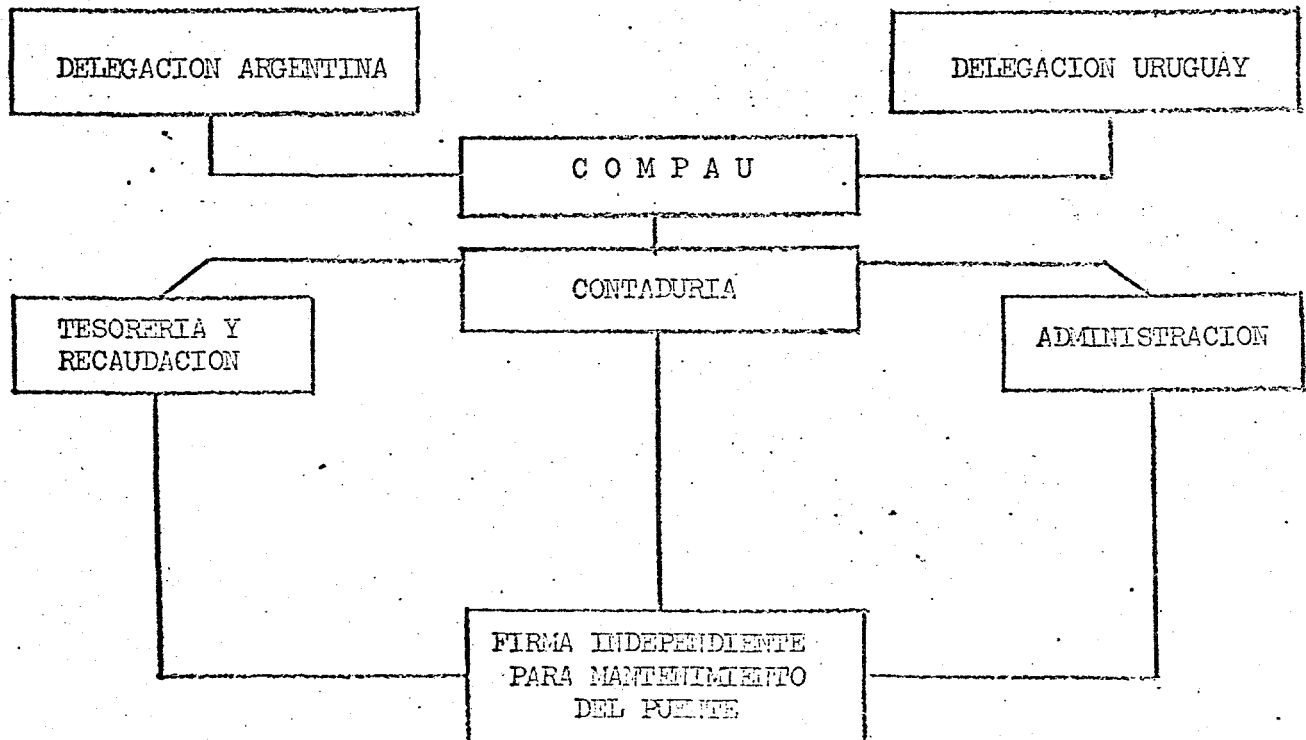 DELEGACION ARGENTINA
DELEGACION URUGUAY
C O M P A U
CONTADURIA
TESORERIA Y
RECAUDACION
ADMINISTRACION
FIRMA INDEPENDIENTE
PARA MANTENIMIENTO
DEL PUENTE